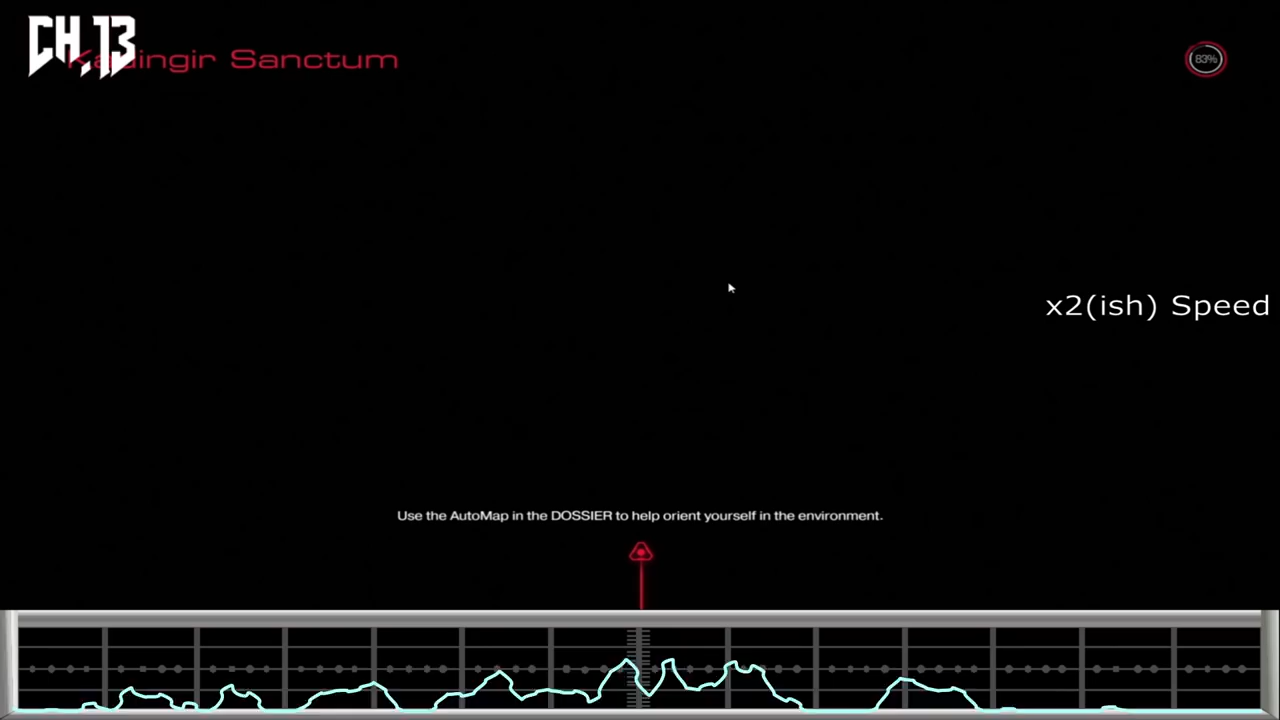 CH.13
Kadingir Sanctum
83%
x2(ish) Speed
Use the AutoMap in the DOSSIER to help orient yourself in the environment.